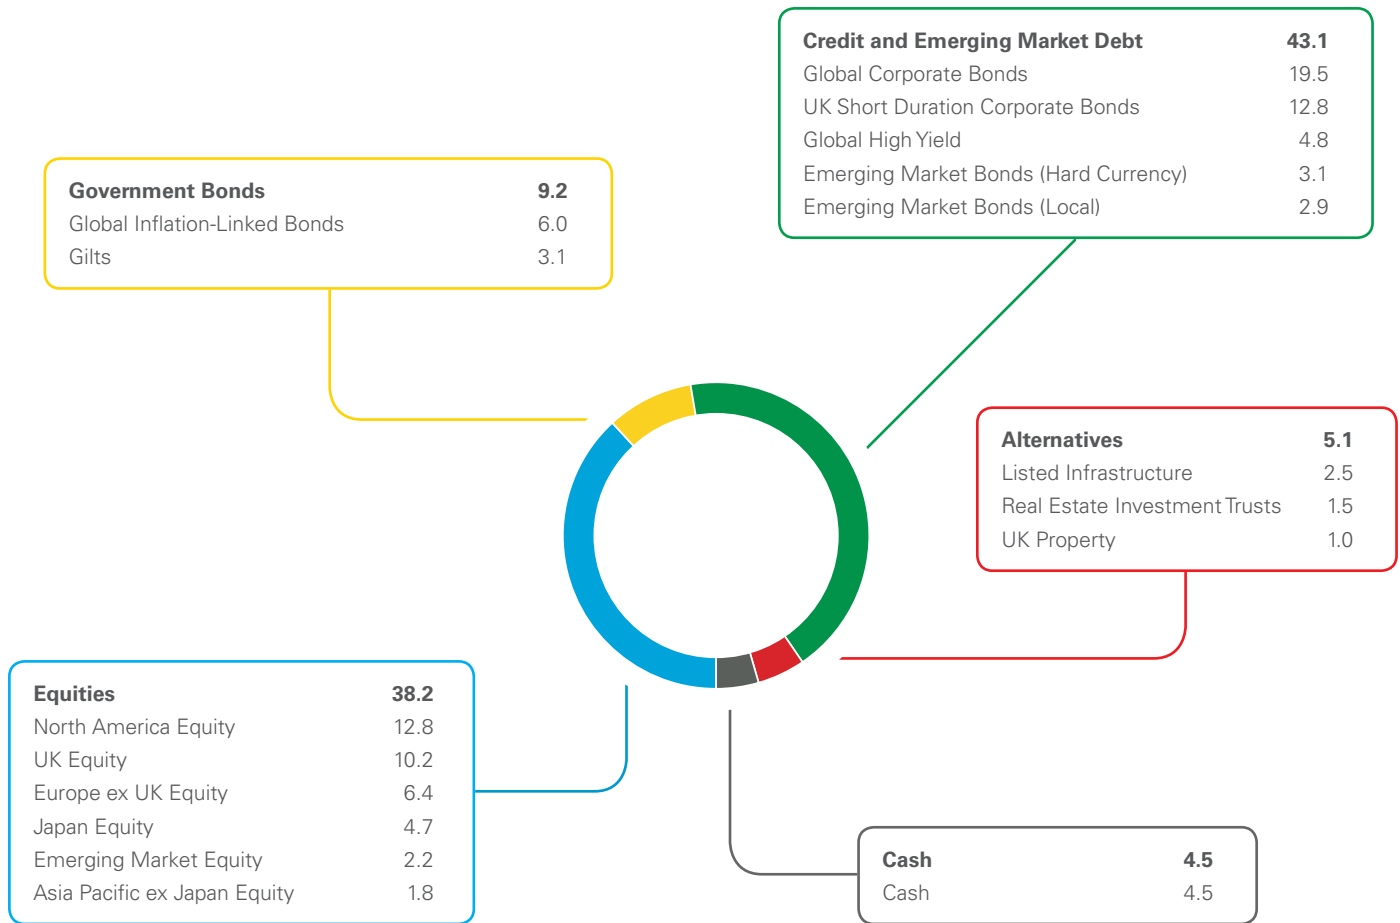 Credit and Emerging Market Debt 43.1
Global Corporate Bonds 19.5
UK Short Duration Corporate Bonds 12.8
Global High Yield 4.8
Emerging Market Bonds (Hard Currency) 3.1
Emerging Market Bonds (Local) 2.9
Government Bonds 9.2
Global Inflation-Linked Bonds 6.0
Gilts 3.1
Alternatives 5.1
Listed Infrastructure 2.5
Real Estate Investment Trusts 1.5
UK Property 1.0
Equities 38.2
North America Equity 12.8
UK Equity 10.2
Europe ex UK Equity 6.4
Japan Equity 4.7
Emerging Market Equity 2.2
Asia Pacific ex Japan Equity 1.8
Cash 4.5
Cash 4.5